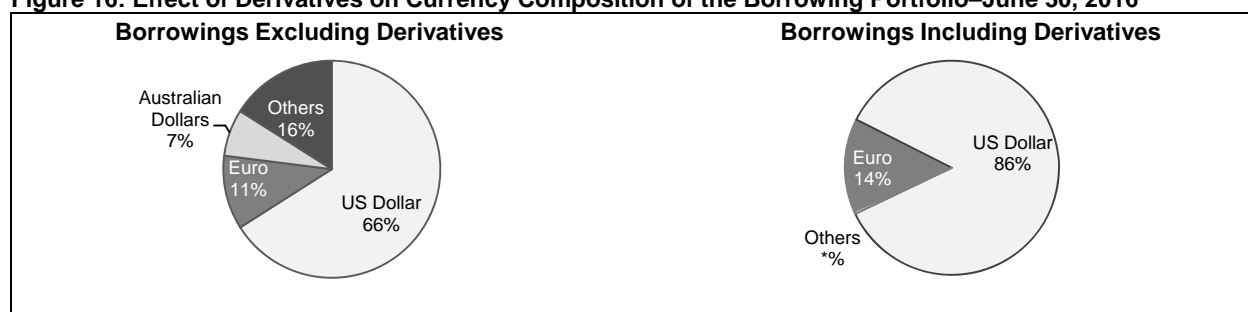 Figure 16: Effect of Derivatives on Currency Composition of the Borrowing Portfolio–June 30, 2016
Borrowings Excluding Derivatives
Australian
Dollars
7%
Others
16%
Euro
11%
US Dollar
66%
Borrowings Including Derivatives
Euro
14%
US Dollar
86%
Others
*%